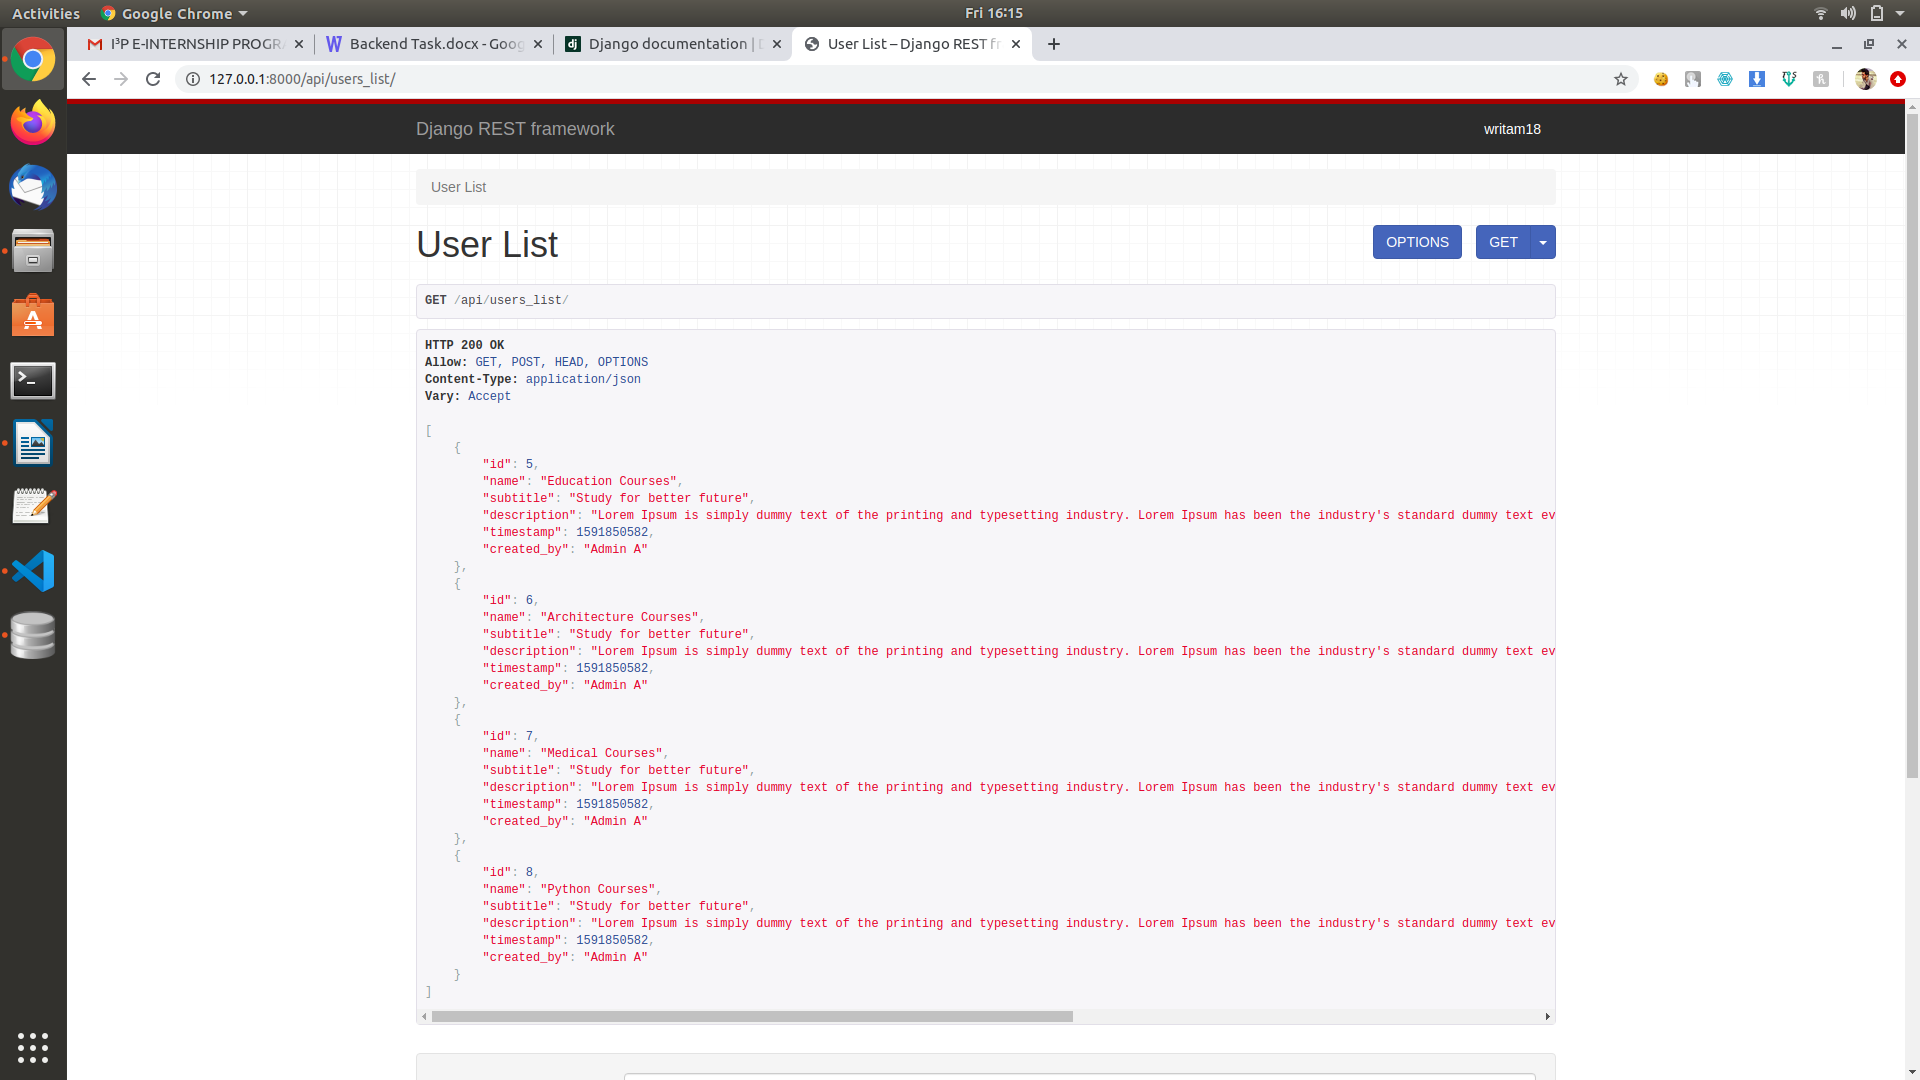 Activities Google Chrome Fri 16:15
I³P E-INTERNSHIP PROGR Backend Task.docx - Goog Django documentation | D User List – Django REST fr
127.0.0.1:8000/api/users_list/
Django REST framework writam18
User List
User List OPTIONS GET
GET /api/users_list/
HTTP 200 OK
Allow: GET, POST, HEAD, OPTIONS
Content-Type: application/json
Vary: Accept
[
{
"id": 5,
"name": "Education Courses",
"subtitle": "Study for better future",
"description": "Lorem Ipsum is simply dummy text of the printing and typesetting industry. Lorem Ipsum has been the industry's standard dummy text ev
"timestamp": 1591850582,
"created_by": "Admin A"
},
{
"id": 6,
"name": "Architecture Courses",
"subtitle": "Study for better future",
"description": "Lorem Ipsum is simply dummy text of the printing and typesetting industry. Lorem Ipsum has been the industry's standard dummy text ev
"timestamp": 1591850582,
"created_by": "Admin A"
},
{
"id": 7,
"name": "Medical Courses",
"subtitle": "Study for better future",
"description": "Lorem Ipsum is simply dummy text of the printing and typesetting industry. Lorem Ipsum has been the industry's standard dummy text ev
"timestamp": 1591850582,
"created_by": "Admin A"
},
{
"id": 8,
"name": "Python Courses",
"subtitle": "Study for better future",
"description": "Lorem Ipsum is simply dummy text of the printing and typesetting industry. Lorem Ipsum has been the industry's standard dummy text ev
"timestamp": 1591850582,
"created_by": "Admin A"
}
]